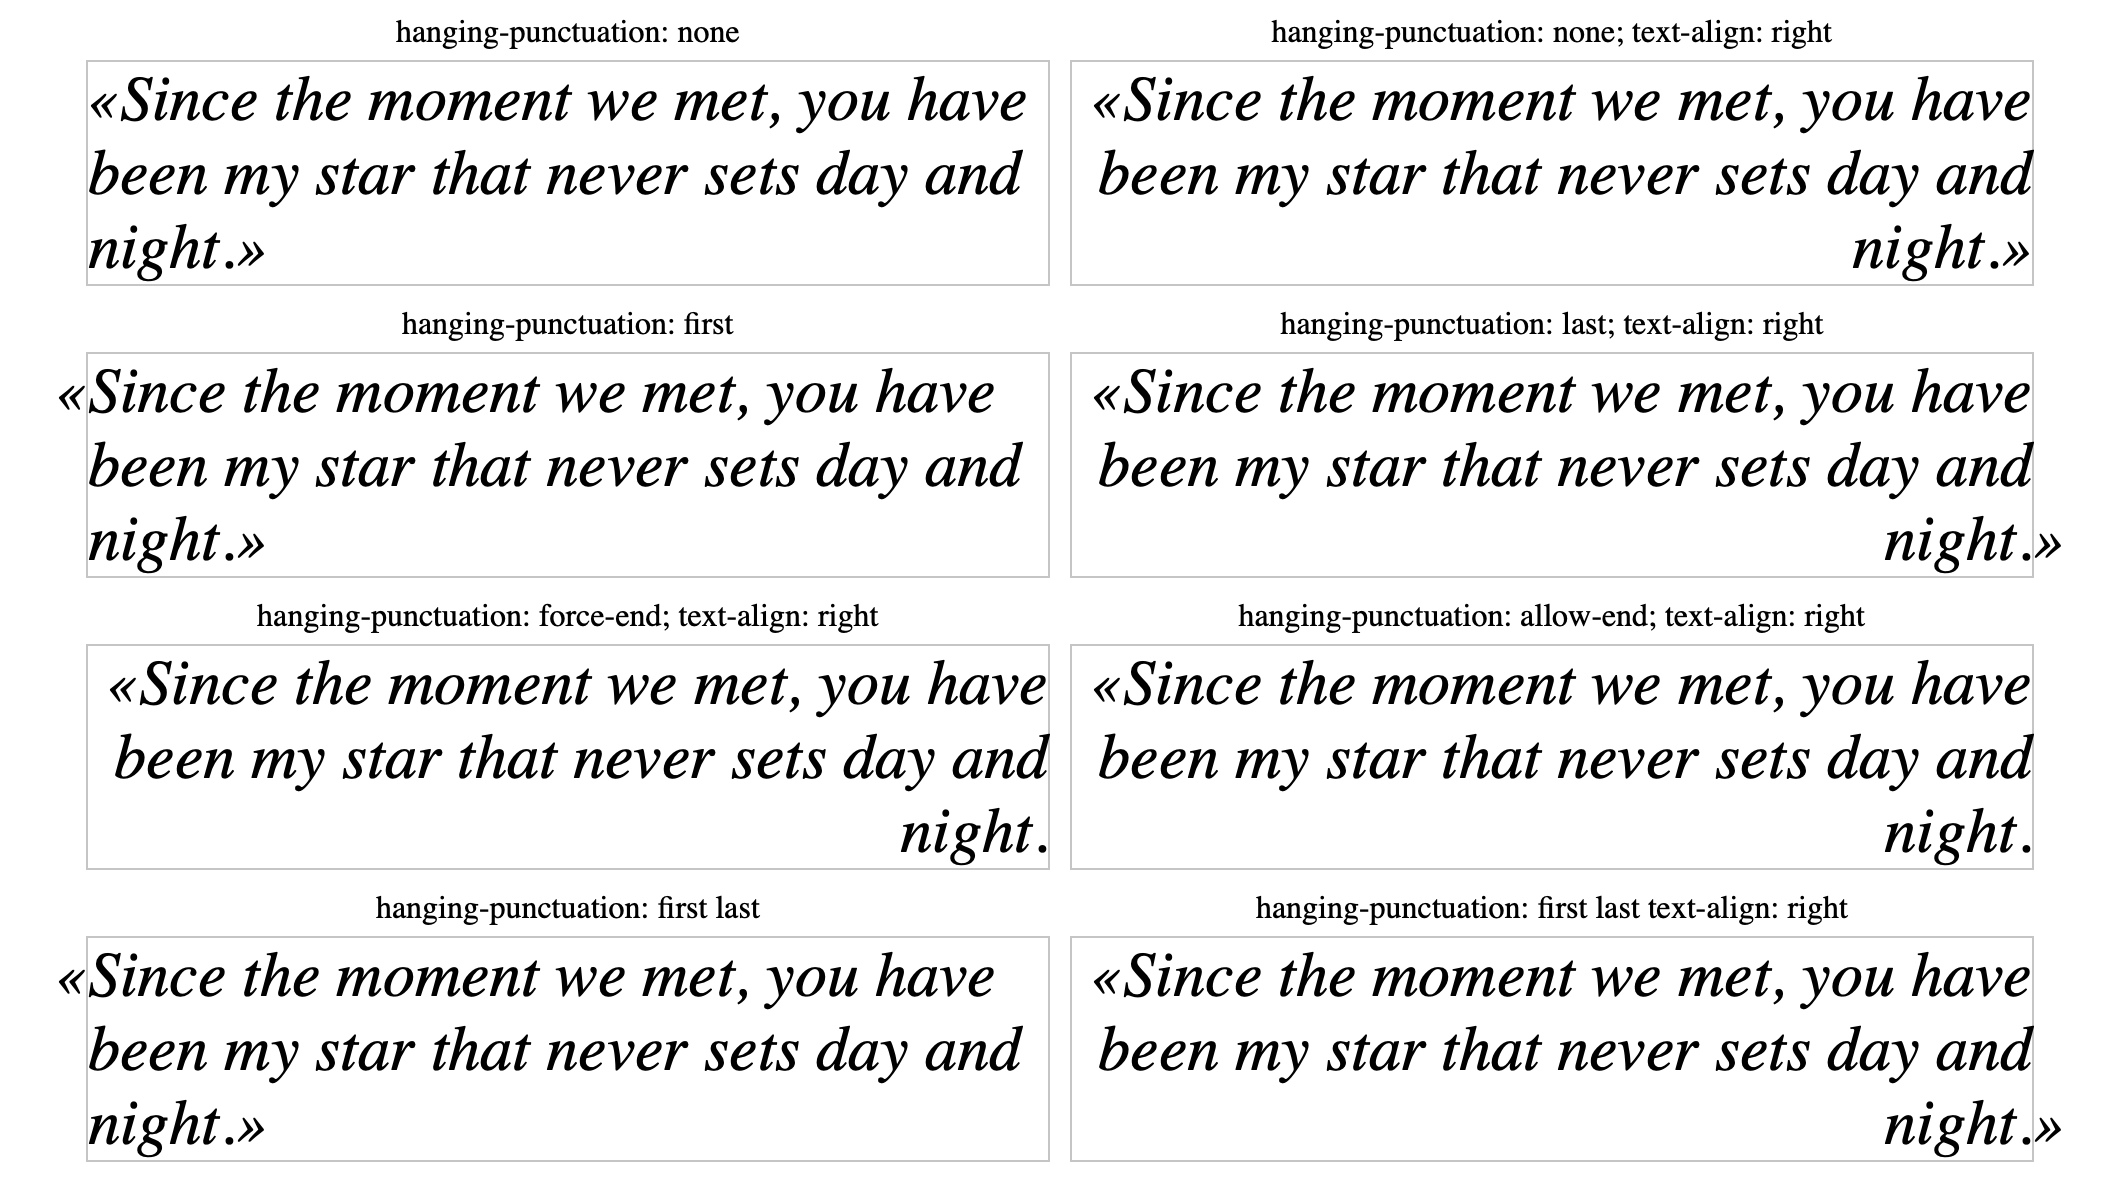 hanging-punctuation: none
«Since the moment we met, you have
been my star that never sets day and
night.»
hanging-punctuation: none; text-align: right
«Since the moment we met, you have
been my star that never sets day and
night.»
hanging-punctuation: first
«Since the moment we met, you have
been my star that never sets day and
night.»
hanging-punctuation: last; text-align: right
«Since the moment we met, you have
been my star that never sets day and
night.»
hanging-punctuation: force-end; text-align: right
«Since the moment we met, you have
been my star that never sets day and
night.
hanging-punctuation: allow-end; text-align: right
«Since the moment we met, you have
been my star that never sets day and
night.
hanging-punctuation: first last
«Since the moment we met, you have
been my star that never sets day and
night.»
hanging-punctuation: first last text-align: right
«Since the moment we met, you have
been my star that never sets day and
night.»